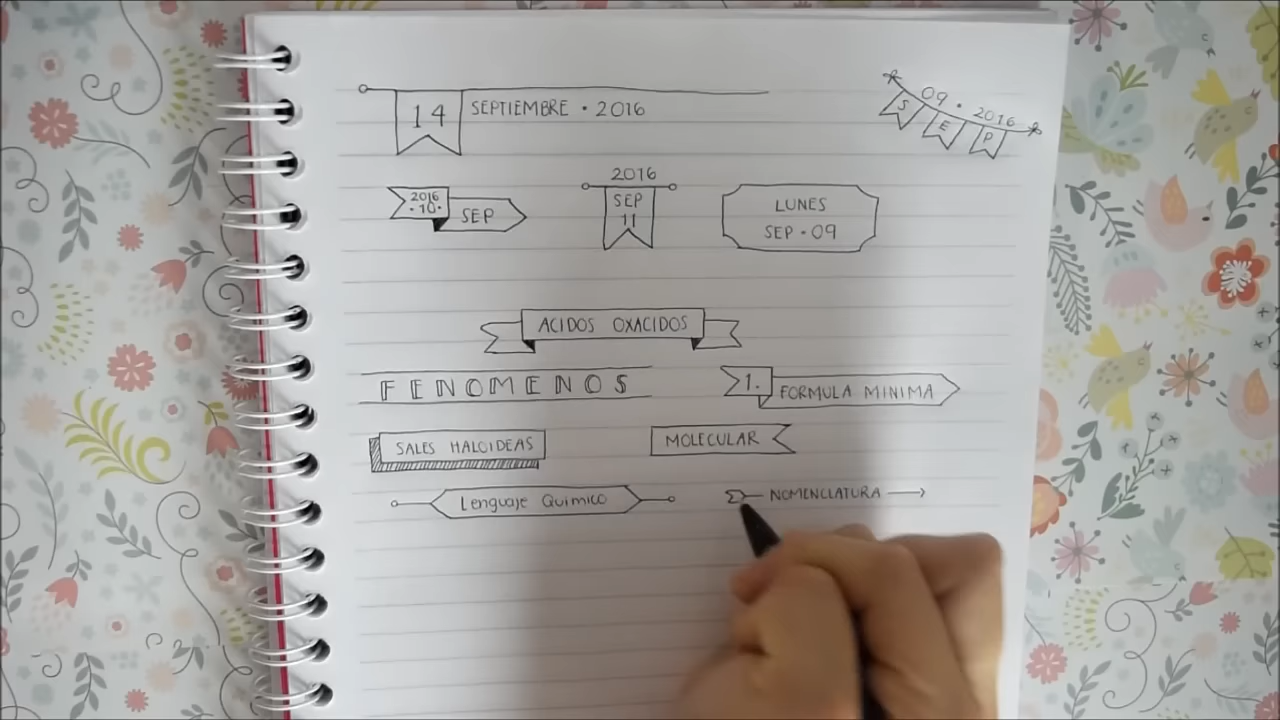 14 SEPTIEMBRE · 2016
09 · 2016
SEP
2016
·10·
SEP
2016
SEP
11
LUNES
SEP · 09
ACIDOS OXACIDOS
FENOMENOS
1. FORMULA MINIMA
SALES HALOIDEAS
MOLECULAR
Lenguaje Quimico
NOMENCLATURA